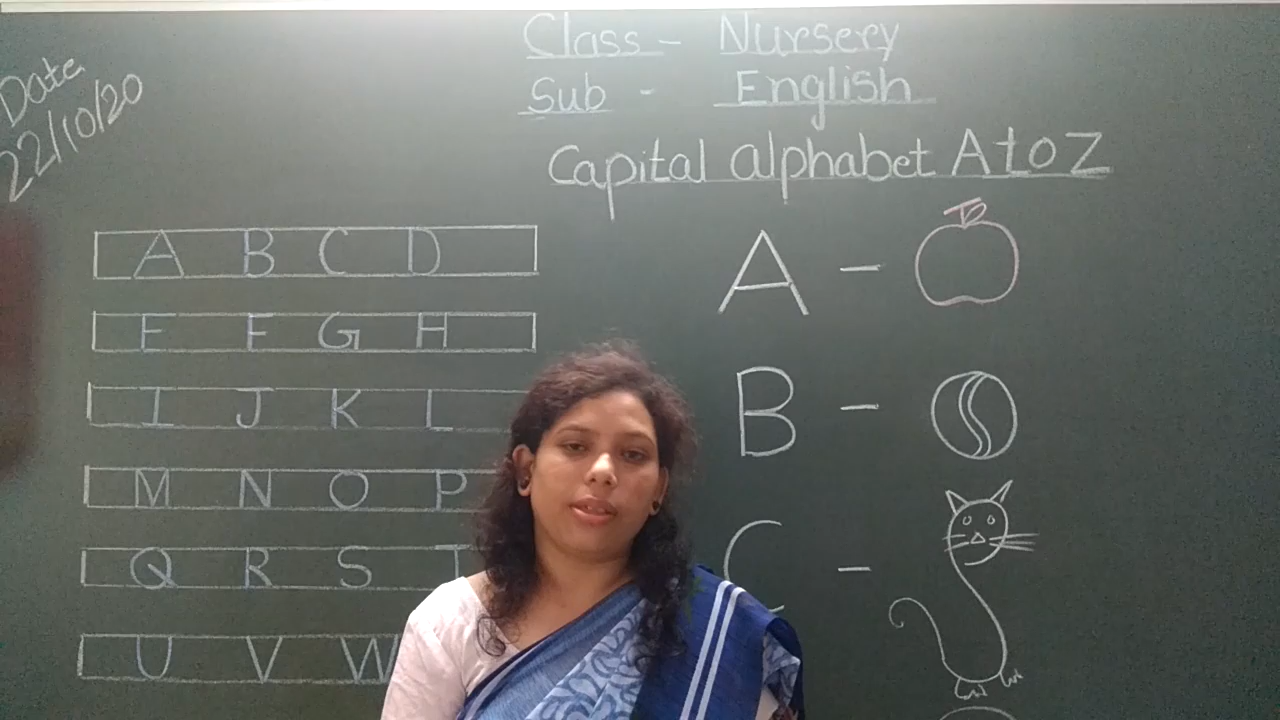 Date
22/10/20
Class - Nursery
Sub - English
Capital alphabet A to Z
A B C D
E F G H
I J K L
M N O P
Q R S T
U V W
A -
B -
C -